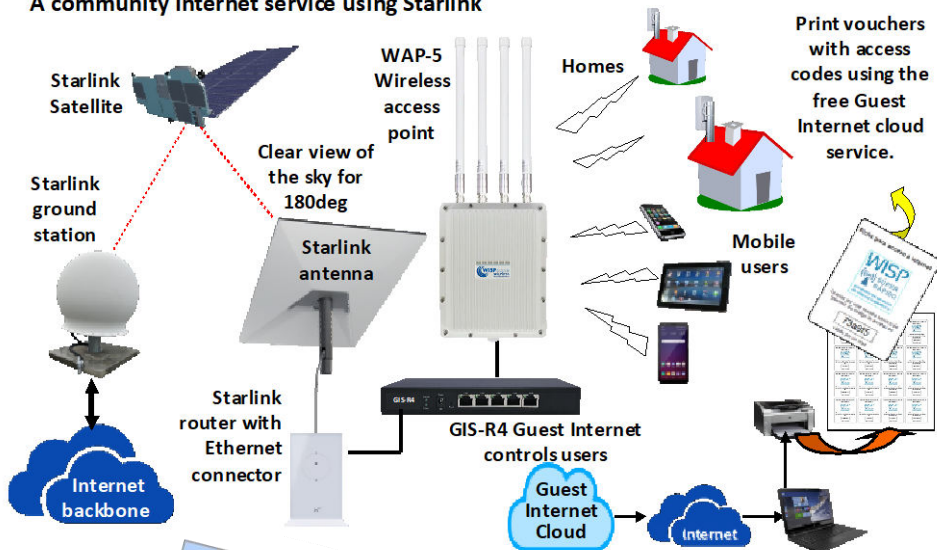 A community Internet service using Starlink
Starlink
Satellite
WAP-5
Wireless
access
point
Homes
Print vouchers
with access
codes using the
free Guest
Internet cloud
service.
Clear view of
the sky for
180deg
Starlink
ground
station
Starlink
antenna
WISP
Mobile
users
WISP
SUPER
RAPIDO
GIS-R4
Starlink
router with
Ethernet
connector
GIS-R4 Guest Internet
controls users
Internet
backbone
Guest
Internet
Cloud
Internet